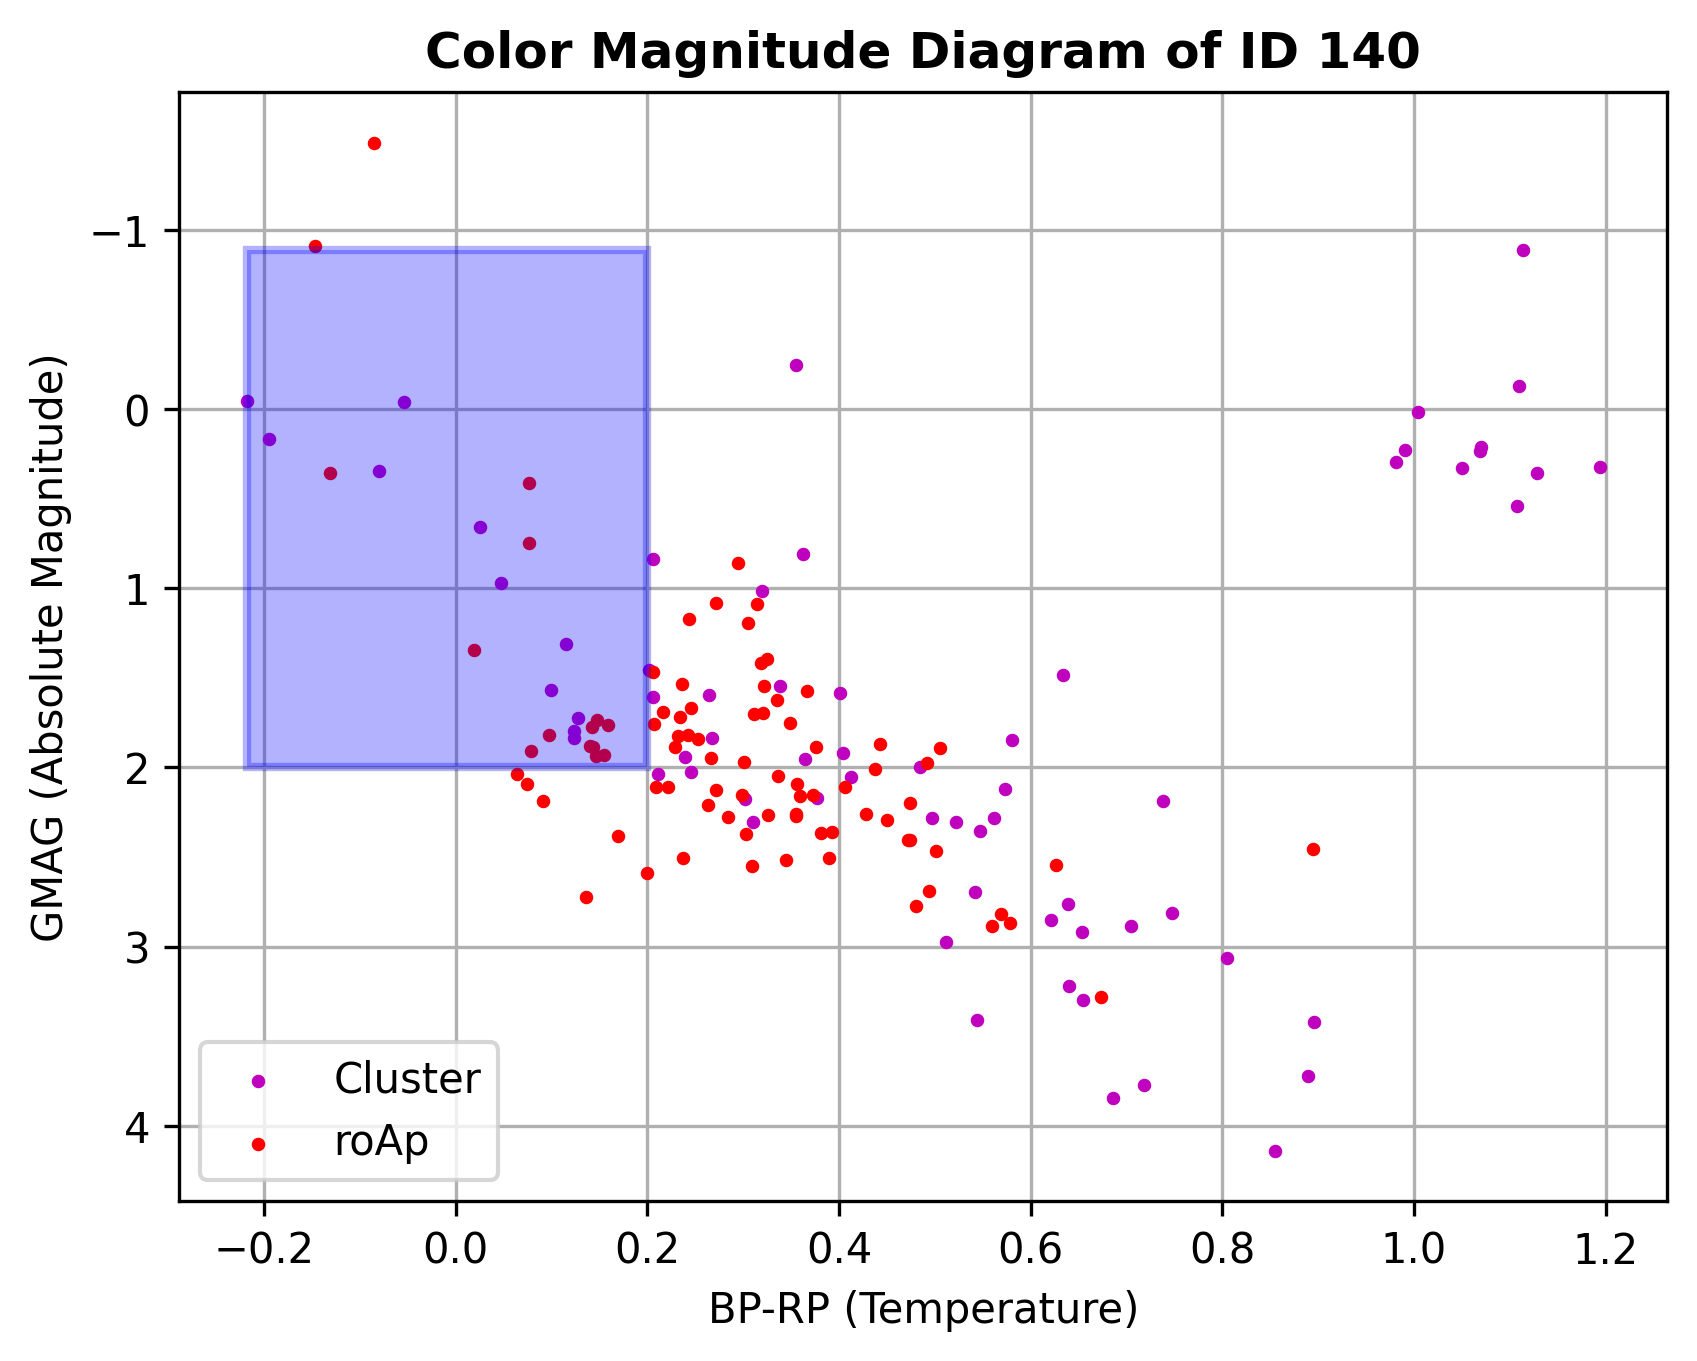 Color Magnitude Diagram of ID 140
GMAG (Absolute Magnitude)
−1
0
1
2
3
4
Cluster
roAp
−0.2 0.0 0.2 0.4 0.6 0.8 1.0 1.2
BP-RP (Temperature)